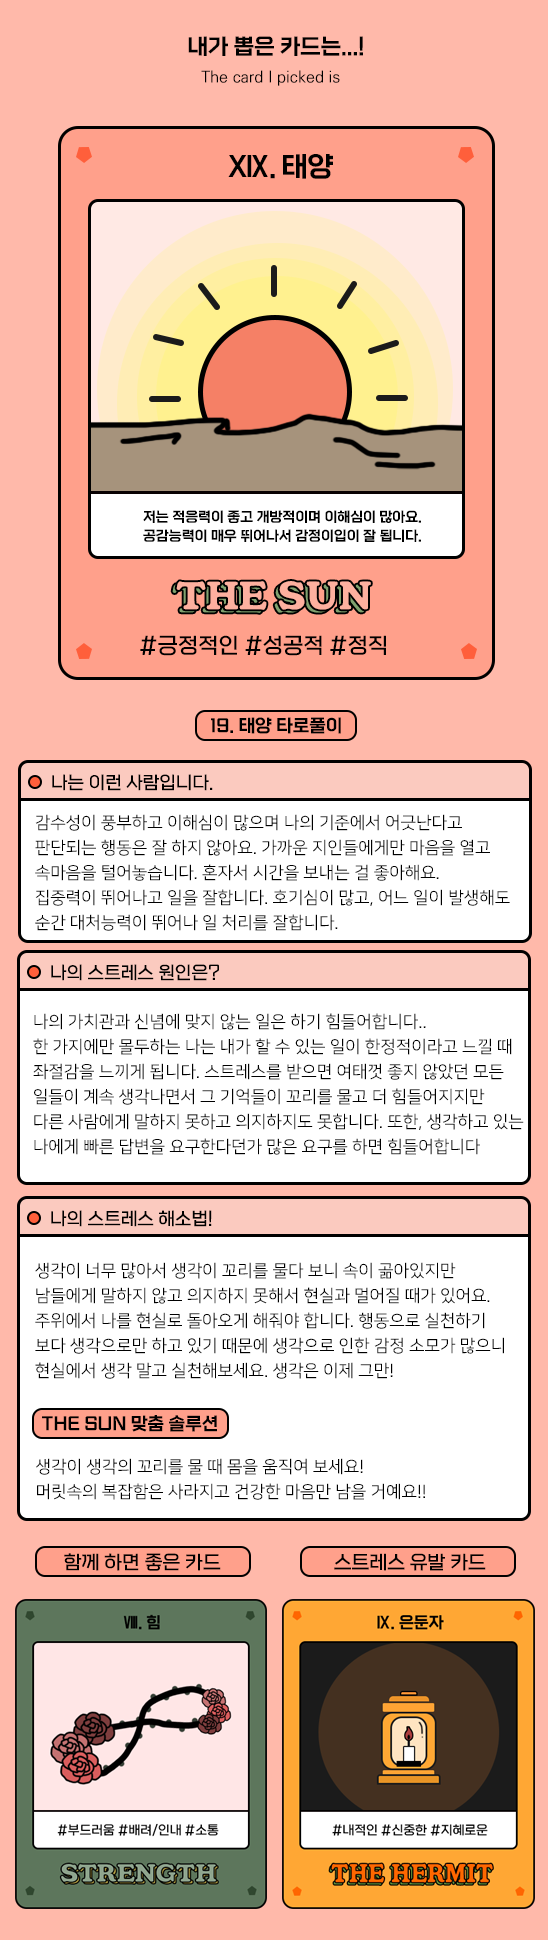 내가 뽑은 카드는...!
The card I picked is
XIX. 태양
저는 적응력이 좋고 개방적이며 이해심이 많아요.
공감능력이 매우 뛰어나서 감정이입이 잘 됩니다.
THE SUN
#긍정적인 #성공적 #정직
19. 태양 타로풀이
나는 이런 사람입니다.
감수성이 풍부하고 이해심이 많으며 나의 기준에서 어긋난다고
판단되는 행동은 잘 하지 않아요. 가까운 지인들에게만 마음을 열고
속마음을 털어놓습니다. 혼자서 시간을 보내는 걸 좋아해요.
집중력이 뛰어나고 일을 잘합니다. 호기심이 많고, 어느 일이 발생해도
순간 대처능력이 뛰어나 일 처리를 잘합니다.
나의 스트레스 원인은?
나의 가치관과 신념에 맞지 않는 일은 하기 힘들어합니다..
한 가지에만 몰두하는 나는 내가 할 수 있는 일이 한정적이라고 느낄 때
좌절감을 느끼게 됩니다. 스트레스를 받으면 여태껏 좋지 않았던 모든
일들이 계속 생각나면서 그 기억들이 꼬리를 물고 더 힘들어지지만
다른 사람에게 말하지 못하고 의지하지도 못합니다. 또한, 생각하고 있는
나에게 빠른 답변을 요구한다던가 많은 요구를 하면 힘들어합니다
나의 스트레스 해소법!
생각이 너무 많아서 생각이 꼬리를 물다 보니 속이 곪아있지만
남들에게 말하지 않고 의지하지 못해서 현실과 멀어질 때가 있어요.
주위에서 나를 현실로 돌아오게 해줘야 합니다. 행동으로 실천하기
보다 생각으로만 하고 있기 때문에 생각으로 인한 감정 소모가 많으니
현실에서 생각 말고 실천해보세요. 생각은 이제 그만!
THE SUN 맞춤 솔루션
생각이 생각의 꼬리를 물 때 몸을 움직여 보세요!
머릿속의 복잡함은 사라지고 건강한 마음만 남을 거예요!!
함께 하면 좋은 카드
스트레스 유발 카드
VIII. 힘
IX. 은둔자
#부드러움 #배려/인내 #소통
#내적인 #신중한 #지혜로운
STRENGTH
THE HERMIT